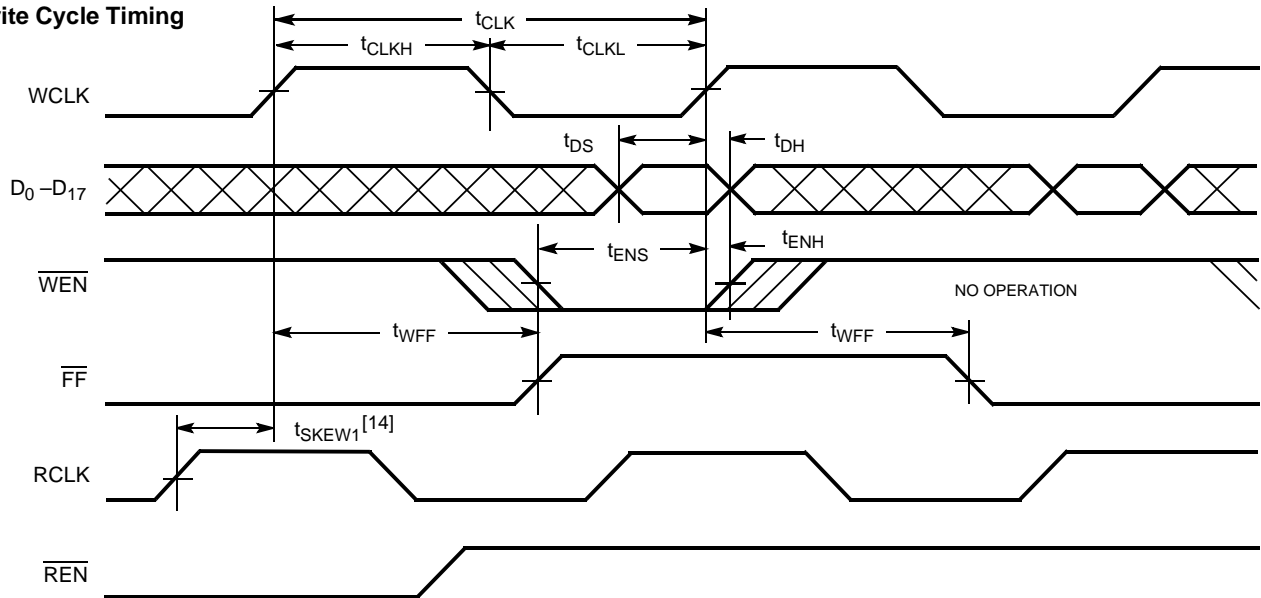 ite Cycle Timing
tCLK
tCLKH
tCLKL
WCLK
tDS
tDH
D0 –D17
tENS
tENH
WEN
NO OPERATION
tWFF
tWFF
FF
tSKEW1[14]
RCLK
REN